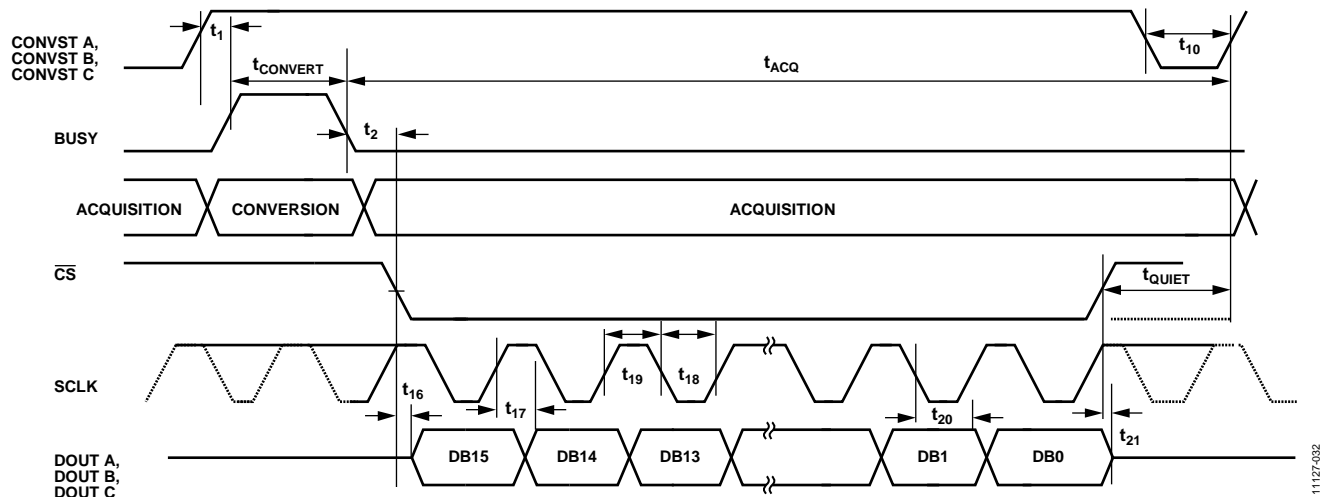 CONVST A,
CONVST B,
CONVST C
t1
tCONVERT
tACQ
t10
BUSY
t2
ACQUISITION
CONVERSION
ACQUISITION
CS
tQUIET
SCLK
t16
t17
t19
t18
t20
t21
DOUT A,
DOUT B,
DOUT C
DB15
DB14
DB13
DB1
DB0
11127-032